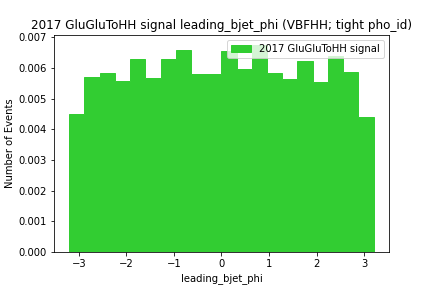 2017 GluGluToHH signal leading_bjet_phi (VBFHH; tight pho_id)
2017 GluGluToHH signal
Number of Events
0.007
0.006
0.005
0.004
0.003
0.002
0.001
0.000
−3 −2 −1 0 1 2 3
leading_bjet_phi